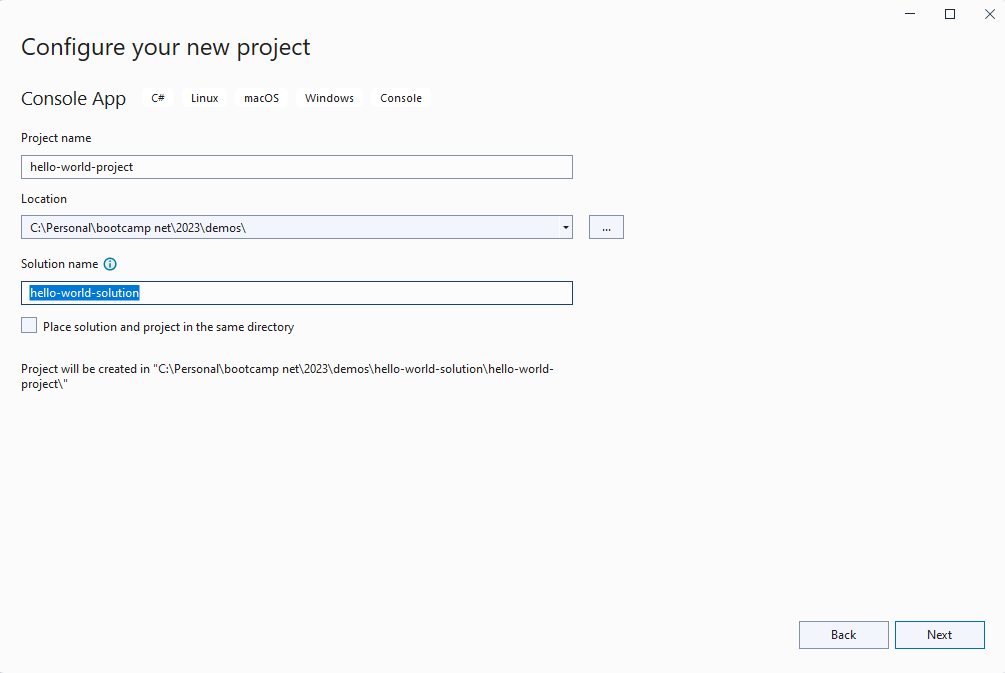 Configure your new project
Console App C# Linux macOS Windows Console
Project name
hello-world-project
Location
C:\Personal\bootcamp net\2023\demos\
...
Solution name
hello-world-solution
Place solution and project in the same directory
Project will be created in "C:\Personal\bootcamp net\2023\demos\hello-world-solution\hello-world-
project\"
Back Next